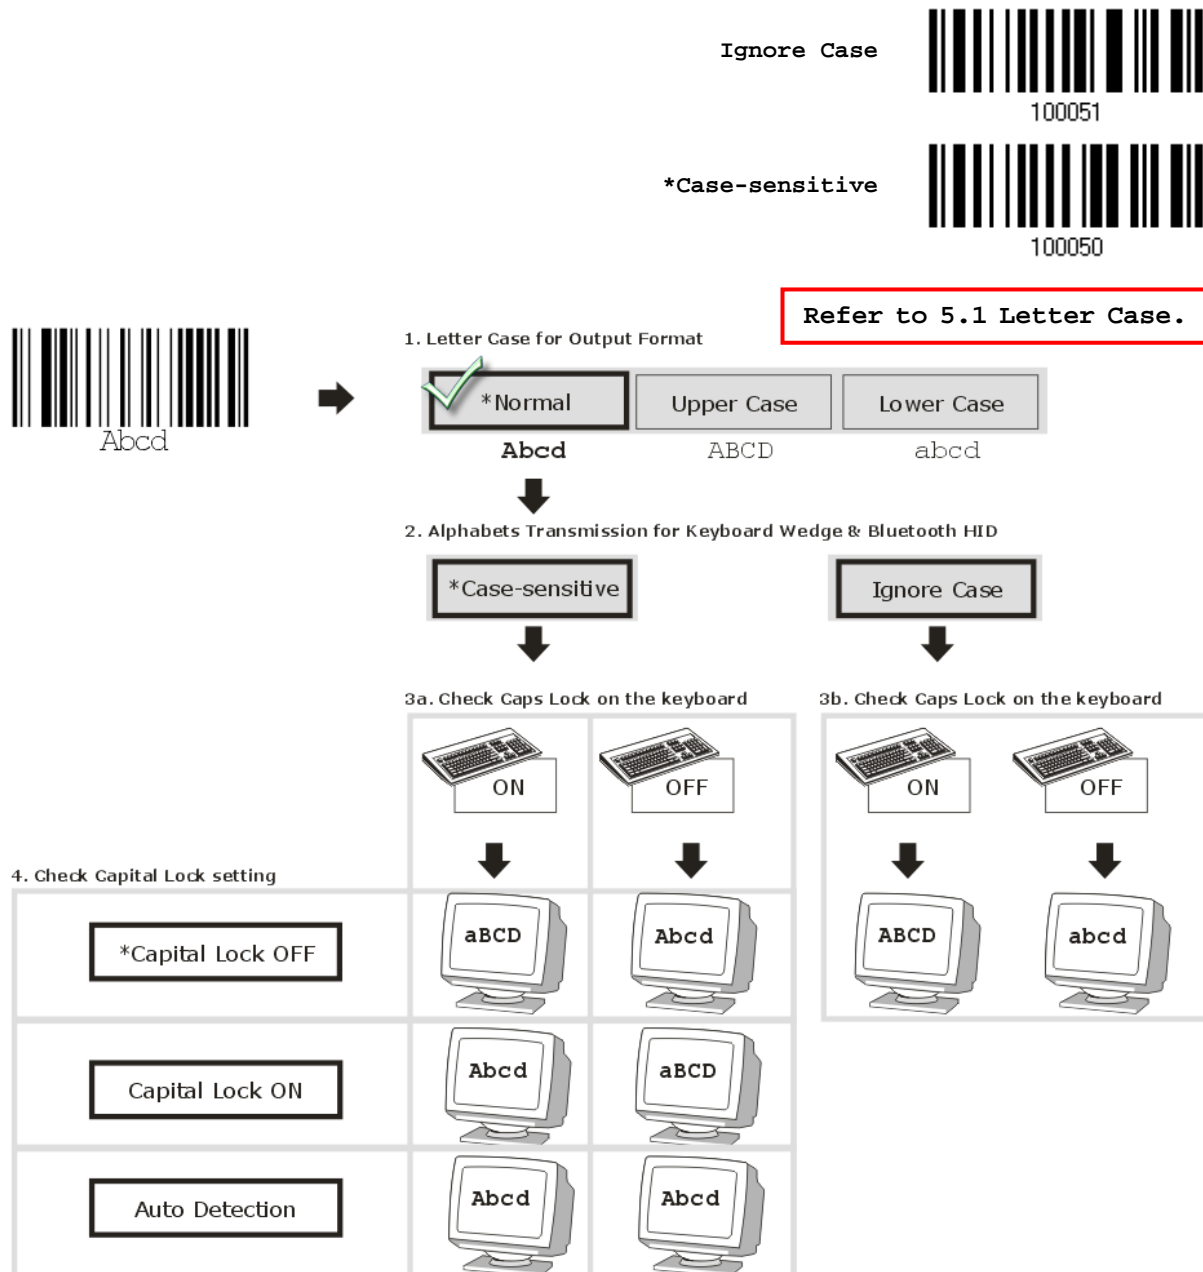 Ignore Case
100051
*Case-sensitive
100050
Refer to 5.1 Letter Case.
Abcd
1. Letter Case for Output Format
*Normal Upper Case Lower Case
Abcd ABCD abcd
2. Alphabets Transmission for Keyboard Wedge & Bluetooth HID
*Case-sensitive Ignore Case
3a. Check Caps Lock on the keyboard 3b. Check Caps Lock on the keyboard
ON OFF ON OFF
4. Check Capital Lock setting
*Capital Lock OFF aBCD Abcd ABCD abcd
Capital Lock ON Abcd aBCD
Auto Detection Abcd Abcd